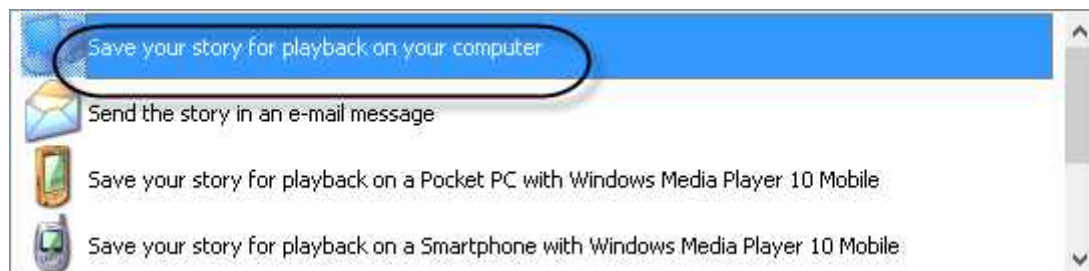 Save your story for playback on your computer
Send the story in an e-mail message
Save your story for playback on a Pocket PC with Windows Media Player 10 Mobile
Save your story for playback on a Smartphone with Windows Media Player 10 Mobile